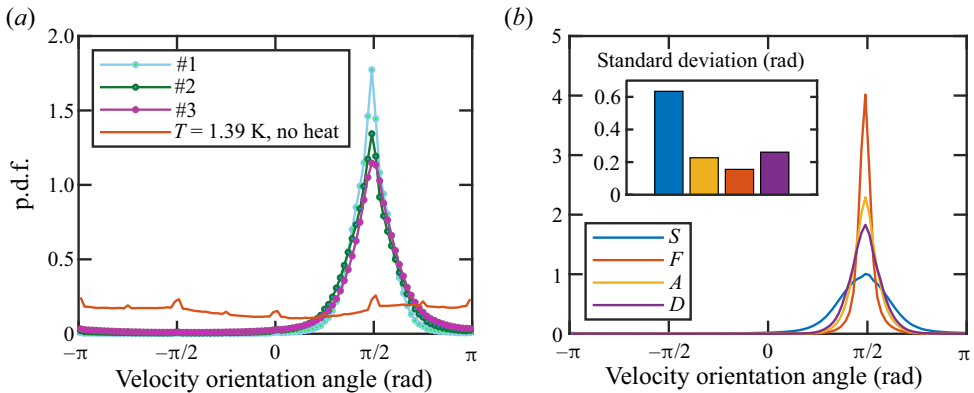 (a)
2.0
1.5
1.0
0.5
0
p.d.f.
#1
#2
#3
T = 1.39 K, no heat
−π
−π/2
0
π/2
π
Velocity orientation angle (rad)
(b)
5
4
3
2
1
0
Standard deviation (rad)
0.6
0.4
0.2
0
S
F
A
D
−π
−π/2
0
π/2
π
Velocity orientation angle (rad)